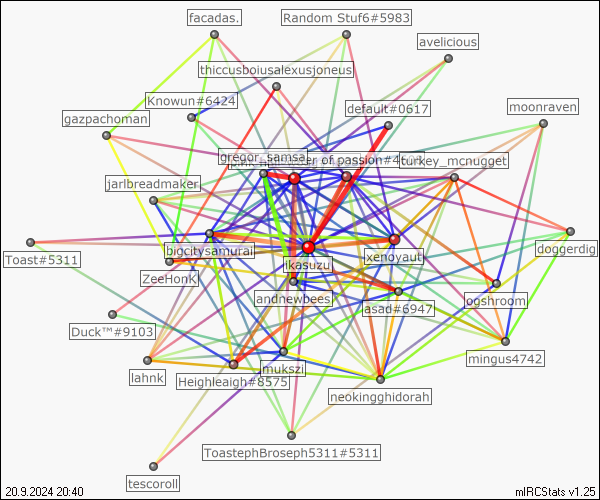 facadas.
Random Stuf6#5983
avelicious
thiccusboiusalexusjoneus
Knowun#6424
default#0617
moonraven
gazpachoman
gregor_samsa.
of passion#4
turkey_mcnugget
jarlbreadmaker
bigcitysamurai
doggerdig
Toast#5311
ikasuzu
xenoyaut
ZeeHonK
andnewbees
jogshroom
asad#6947
Duck™#9103
mingus4742
mukszi
lahnk
Heighleaigh#8575
neokingghidorah
ToastephBroseph5311#5311
tescoroll
20.9.2024 20:40
mIRCStats v1.25